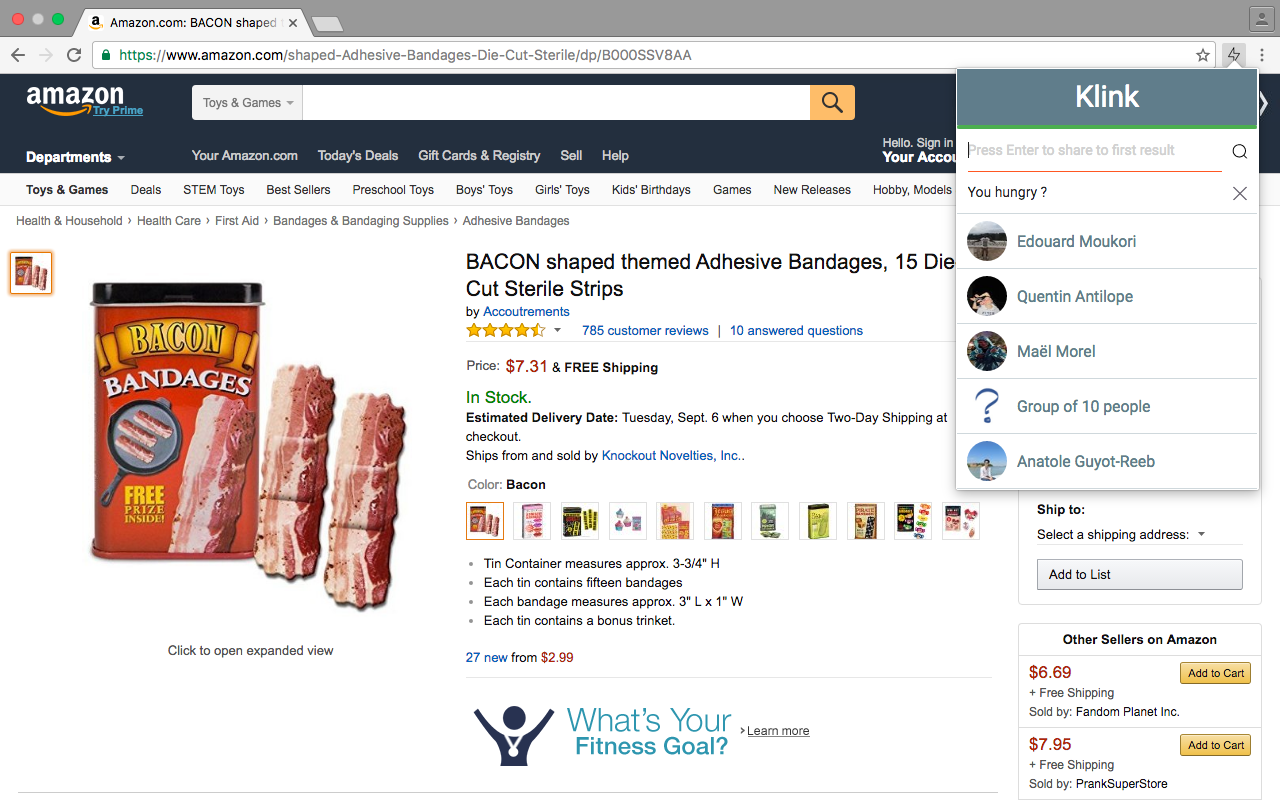 Amazon.com: BACON shaped
https://www.amazon.com/shaped-Adhesive-Bandages-Die-Cut-Sterile/dp/B000SSV8AA
amazon
Try Prime
Toys & Games
Departments
Your Amazon.com
Today's Deals
Gift Cards & Registry
Sell
Help
Hello. Sign in
Your Accou
Toys & Games
Deals
STEM Toys
Best Sellers
Preschool Toys
Boys' Toys
Girls' Toys
Kids' Birthday
Games
New Releases
Hobby, Models
Klink
Press Enter to share to first result
You hungry ?
Edouard Moukori
Quentin Antilope
Maël Morel
Group of 10 people
Anatole Guyot-Reeb
Health & Household › Health Care › First Aid › Bandages & Bandaging Supplies › Adhesive Bandages
BACON
BANDAGES
FREE
PRIZE
INSIDE!
Click to open expanded view
BACON shaped themed Adhesive Bandages, 15 Die
Cut Sterile Strips
by Accoutrements
785 customer reviews | 10 answered questions
Price: $7.31 & FREE Shipping
In Stock.
Estimated Delivery Date: Tuesday, Sept. 6 when you choose Two-Day Shipping at
checkout.
Ships from and sold by Knockout Novelties, Inc..
Color: Bacon
• Tin Container measures approx. 3-3/4" H
• Each tin contains fifteen bandages
• Each bandage measures approx. 3" L x 1" W
• Each tin contains a bonus trinket.
27 new from $2.99
What's Your
Fitness Goal?
› Learn more
Ship to:
Select a shipping address:
Add to List
Other Sellers on Amazon
$6.69
Add to Cart
+ Free Shipping
Sold by: Fandom Planet Inc.
$7.95
Add to Cart
+ Free Shipping
Sold by: PrankSuperStore